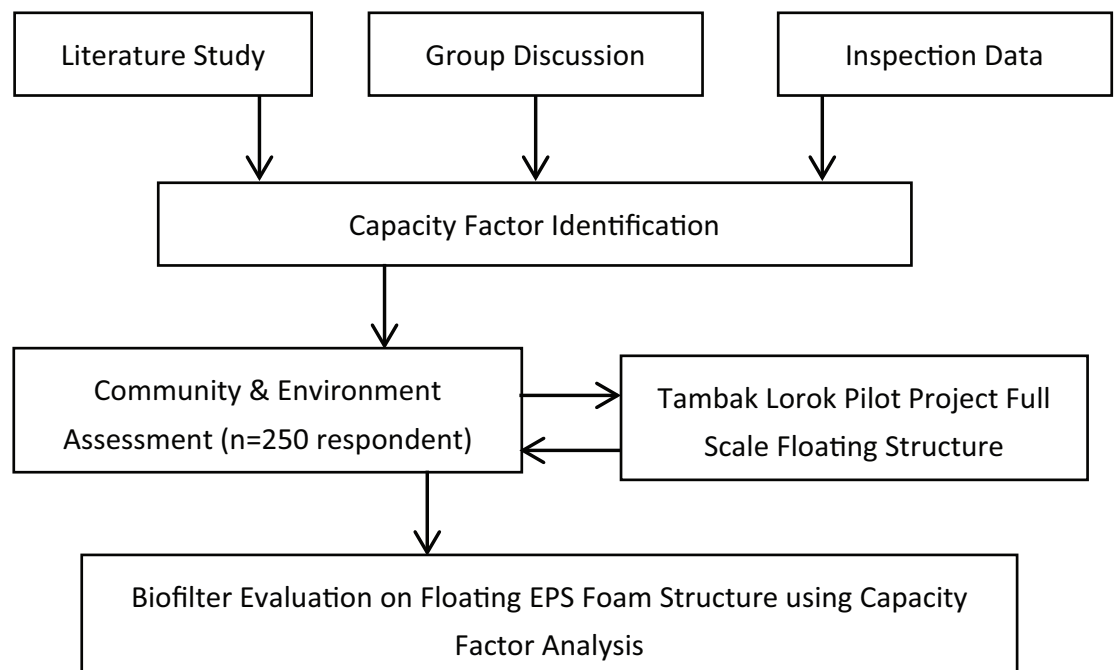 Literature Study
Group Discussion
Inspection Data
Capacity Factor Identification
Community & Environment
Assessment (n=250 respondent)
Tambak Lorok Pilot Project Full
Scale Floating Structure
Biofilter Evaluation on Floating EPS Foam Structure using Capacity
Factor Analysis